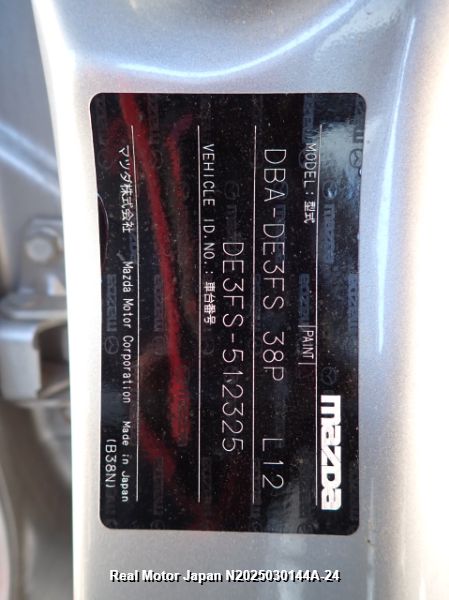 mazda
MODEL: 型式 PAINT
DBA-DE3FS 38P L12
VEHICLE ID.NO.: 車台番号
DE3FS-512325
マツダ株式会社 Mazda Motor Corporation Made in Japan
(B38N)
Real Motor Japan N2025030144A-24